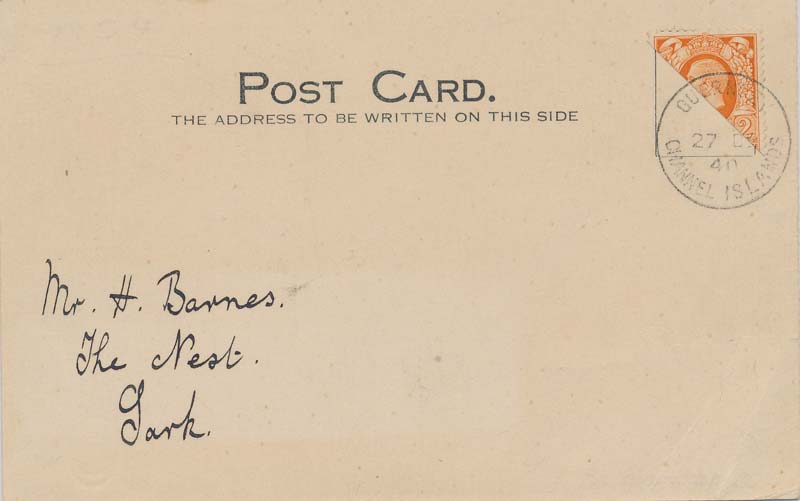 POST CARD.
THE ADDRESS TO BE WRITTEN ON THIS SIDE
27
40
CHANNEL ISLANDS
Mr. H. Barnes.
The Nest.
Sark.